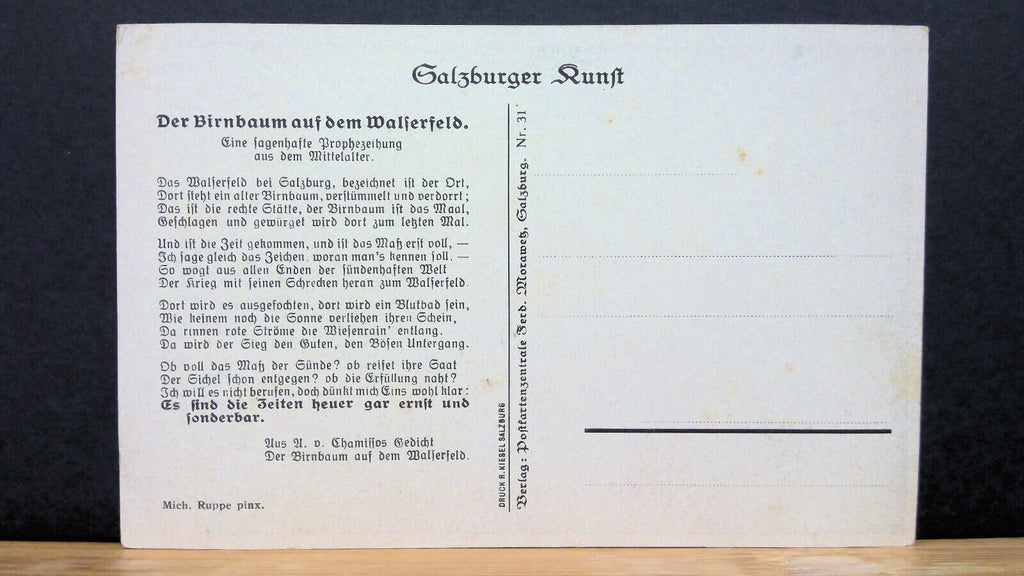 Salzburger Kunst
Der Birnbaum auf dem Walserfeld.
Eine sagenhafte Prophezeihung
aus dem Mittelalter.
Das Walserfeld bei Salzburg, bezeichnet ist der Ort,
Dort steht ein alter Birnbaum, verstümmelt und verdorrt;
Das ist die rechte Stätte, der Birnbaum ist das Maal,
Geschlagen und gewürget wird dort zum letzten Mal.
Und ist die Zeit gekommen, und ist das Maß erst voll, —
Ich sage gleich das Zeichen, woran man's kennen soll. —
So wogt aus allen Enden der sündenhaften Welt
Der Krieg mit seinen Schrecken heran zum Walserfeld.
Dort wird es ausgefochten, dort wird ein Blutbad sein,
Wie keinem noch die Sonne verliehen ihren Schein,
Da rinnen rote Ströme die Wiesenrain' entlang.
Da wird der Sieg den Guten, den Bösen Untergang.
Ob voll das Maß der Sünde? ob reifet ihre Saat
Der Sichel schon entgegen? ob die Erfüllung naht?
Ich will es nicht berufen, doch dünkt mich Eins wohl klar:
Es sind die Zeiten heuer gar ernst und
sonderbar.
Aus A. v. Chamissos Gedicht
Der Birnbaum auf dem Walserfeld.
Mich. Ruppe pinx.
DRUCK R. KIESEL SALZBURG
Verlag: Postkartenzentrale Ferd. Morawetz, Salzburg. Nr. 31